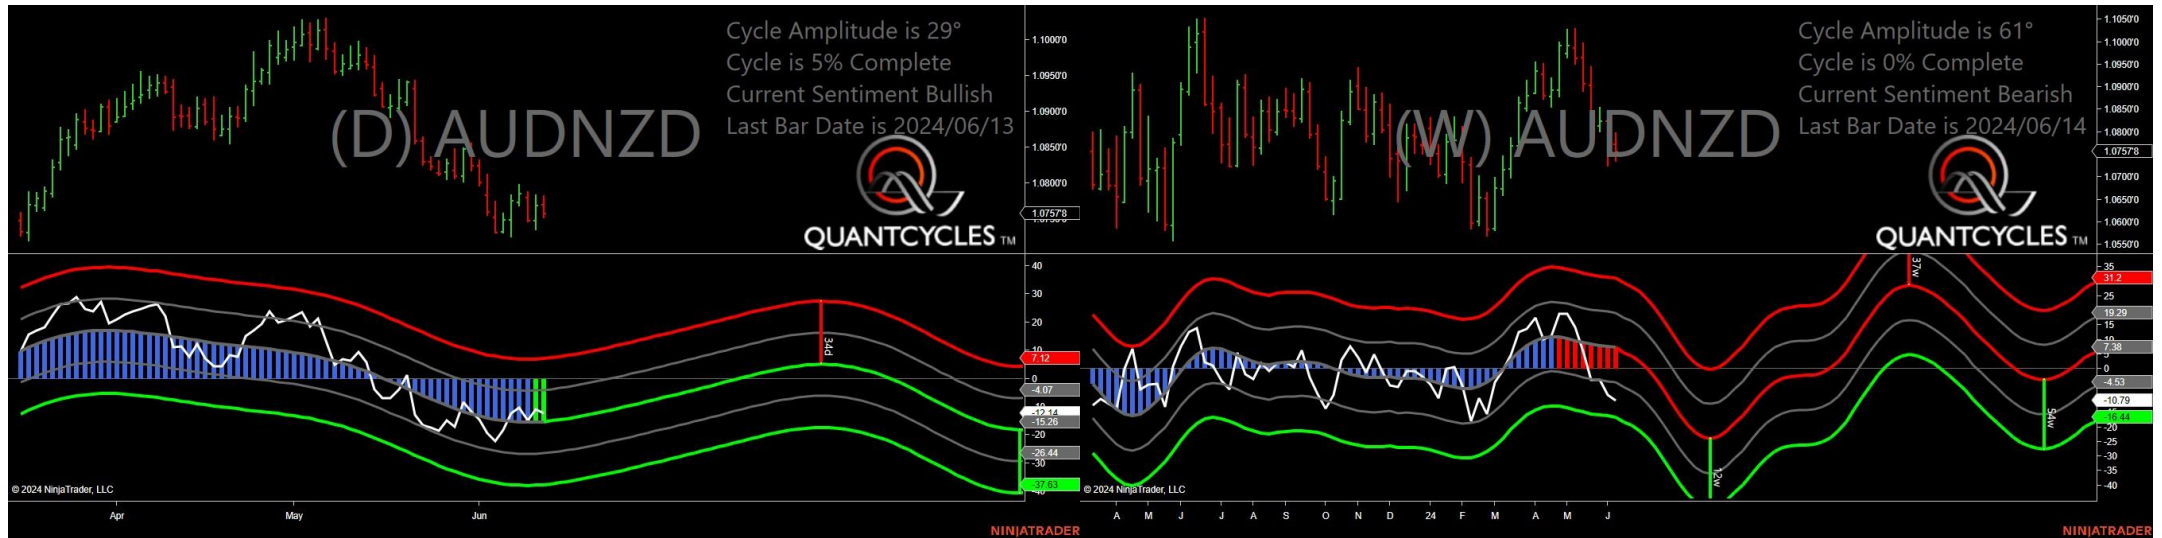 Cycle Amplitude is 29°
Cycle is 5% Complete
Current Sentiment Bullish
Last Bar Date is 2024/06/13
(D) AUDNZD
QUANTCYCLES TM
1.1000'0
1.0950'0
1.0900'0
1.0850'0
1.0800'0
1.0757'8
40
30
20
7.12
0
-4.07
-12.14
-15.26
-20
-26.44
-30
-37.63
-40
34d
© 2024 NinjaTrader, LLC
Apr May Jun
NINJATRADER
Cycle Amplitude is 61°
Cycle is 0% Complete
Current Sentiment Bearish
Last Bar Date is 2024/06/14
(W) AUDNZD
QUANTCYCLES TM
1.1050'0
1.1000'0
1.0950'0
1.0900'0
1.0850'0
1.0800'0
1.0757'8
1.0700'0
1.0650'0
1.0600'0
1.0550'0
35
31.2
25
19.29
15
7.38
5
0
-4.53
-10.79
-16.44
-20
-25
-30
-35
-40
37w
12w
54w
© 2024 NinjaTrader, LLC
A M J J A S O N D 24 F M A M J
NINJATRADER